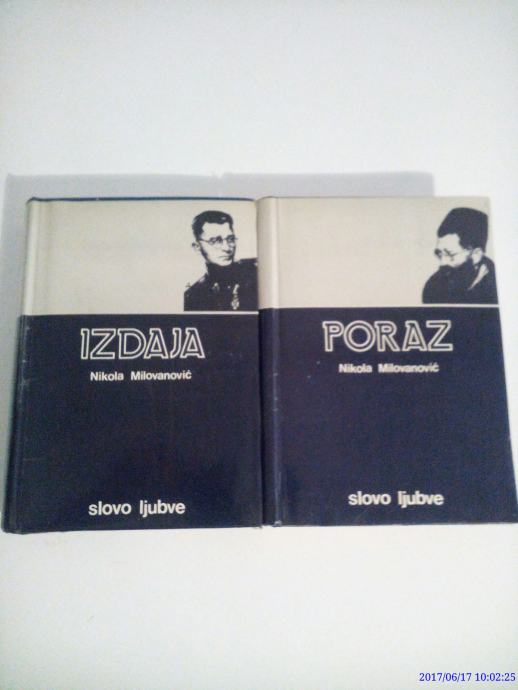 IZDAJA
Nikola Milovanović
slovo ljubve
PORAZ
Nikola Milovanović
slovo ljubve
2017/06/17 10:02:25